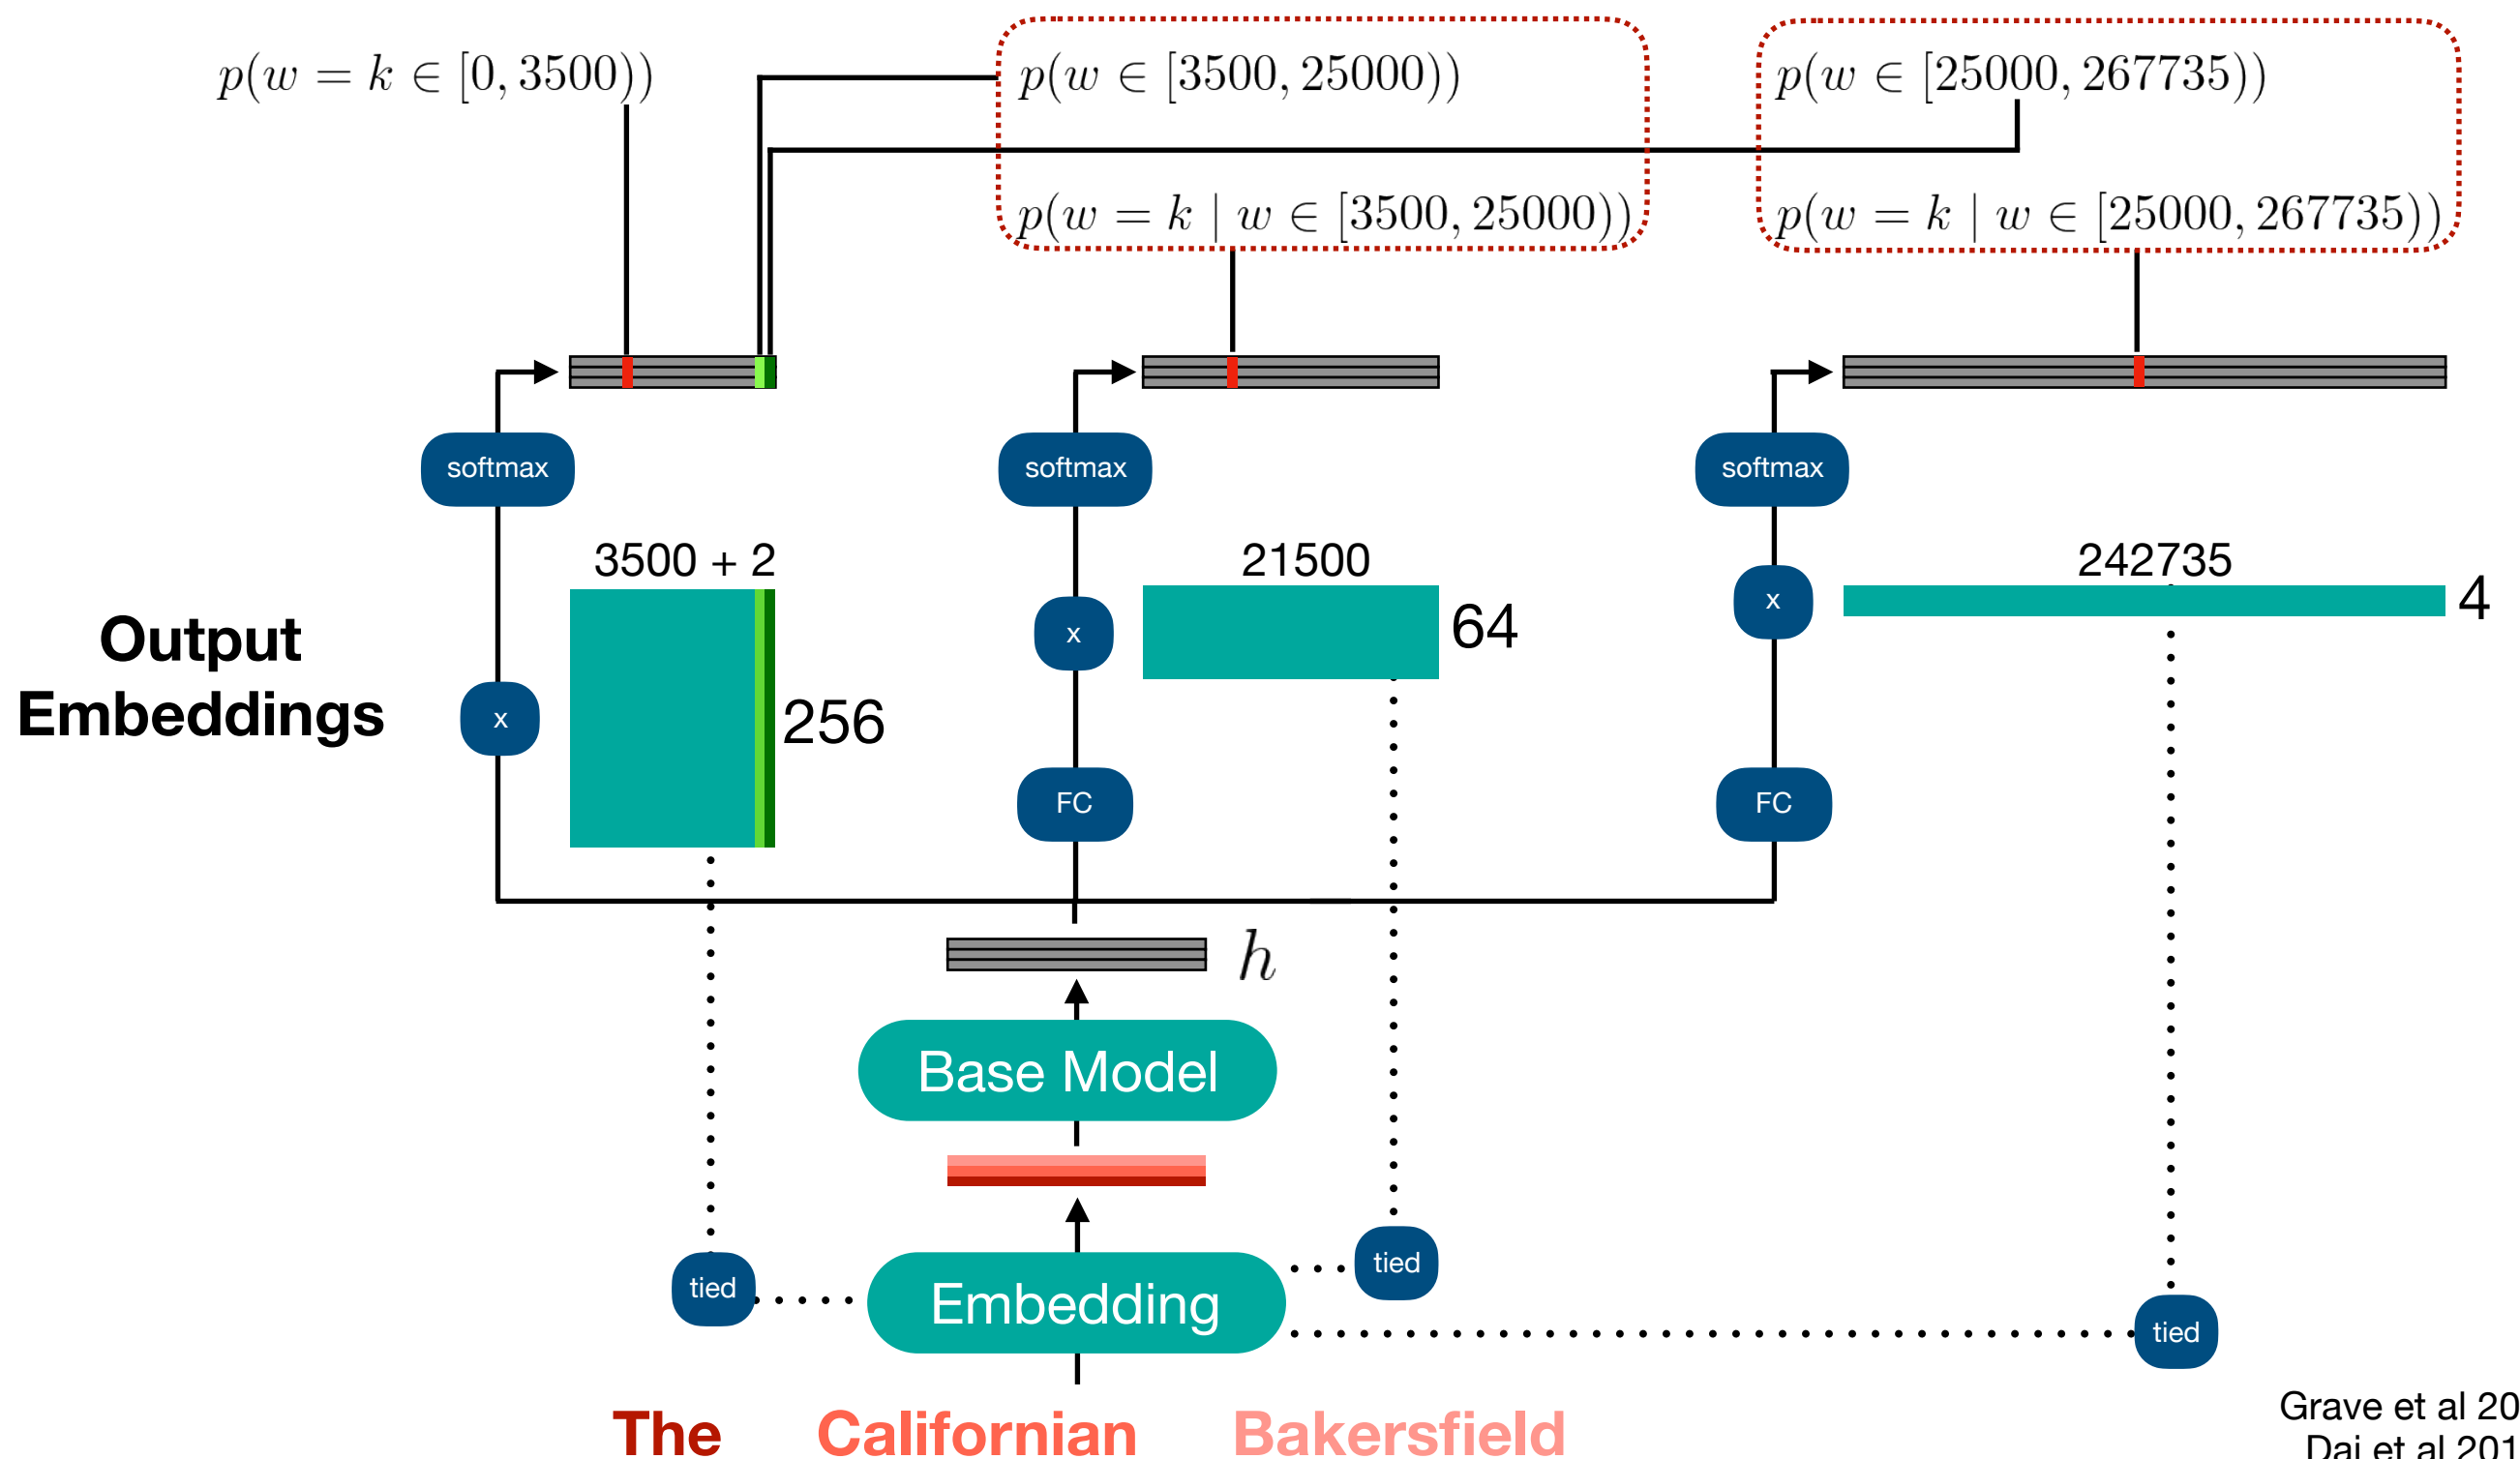 p(w = k ∈ [0, 3500))
p(w ∈ [3500, 25000))
p(w ∈ [25000, 267735))
p(w = k | w ∈ [3500, 25000))
p(w = k | w ∈ [25000, 267735))
softmax
softmax
softmax
3500 + 2
21500
242735
Output
Embeddings
x
256
x
64
x
4
FC
FC
h
Base Model
tied
Embedding
tied
tied
The Californian Bakersfield
Grave et al 20
Dai et al 201